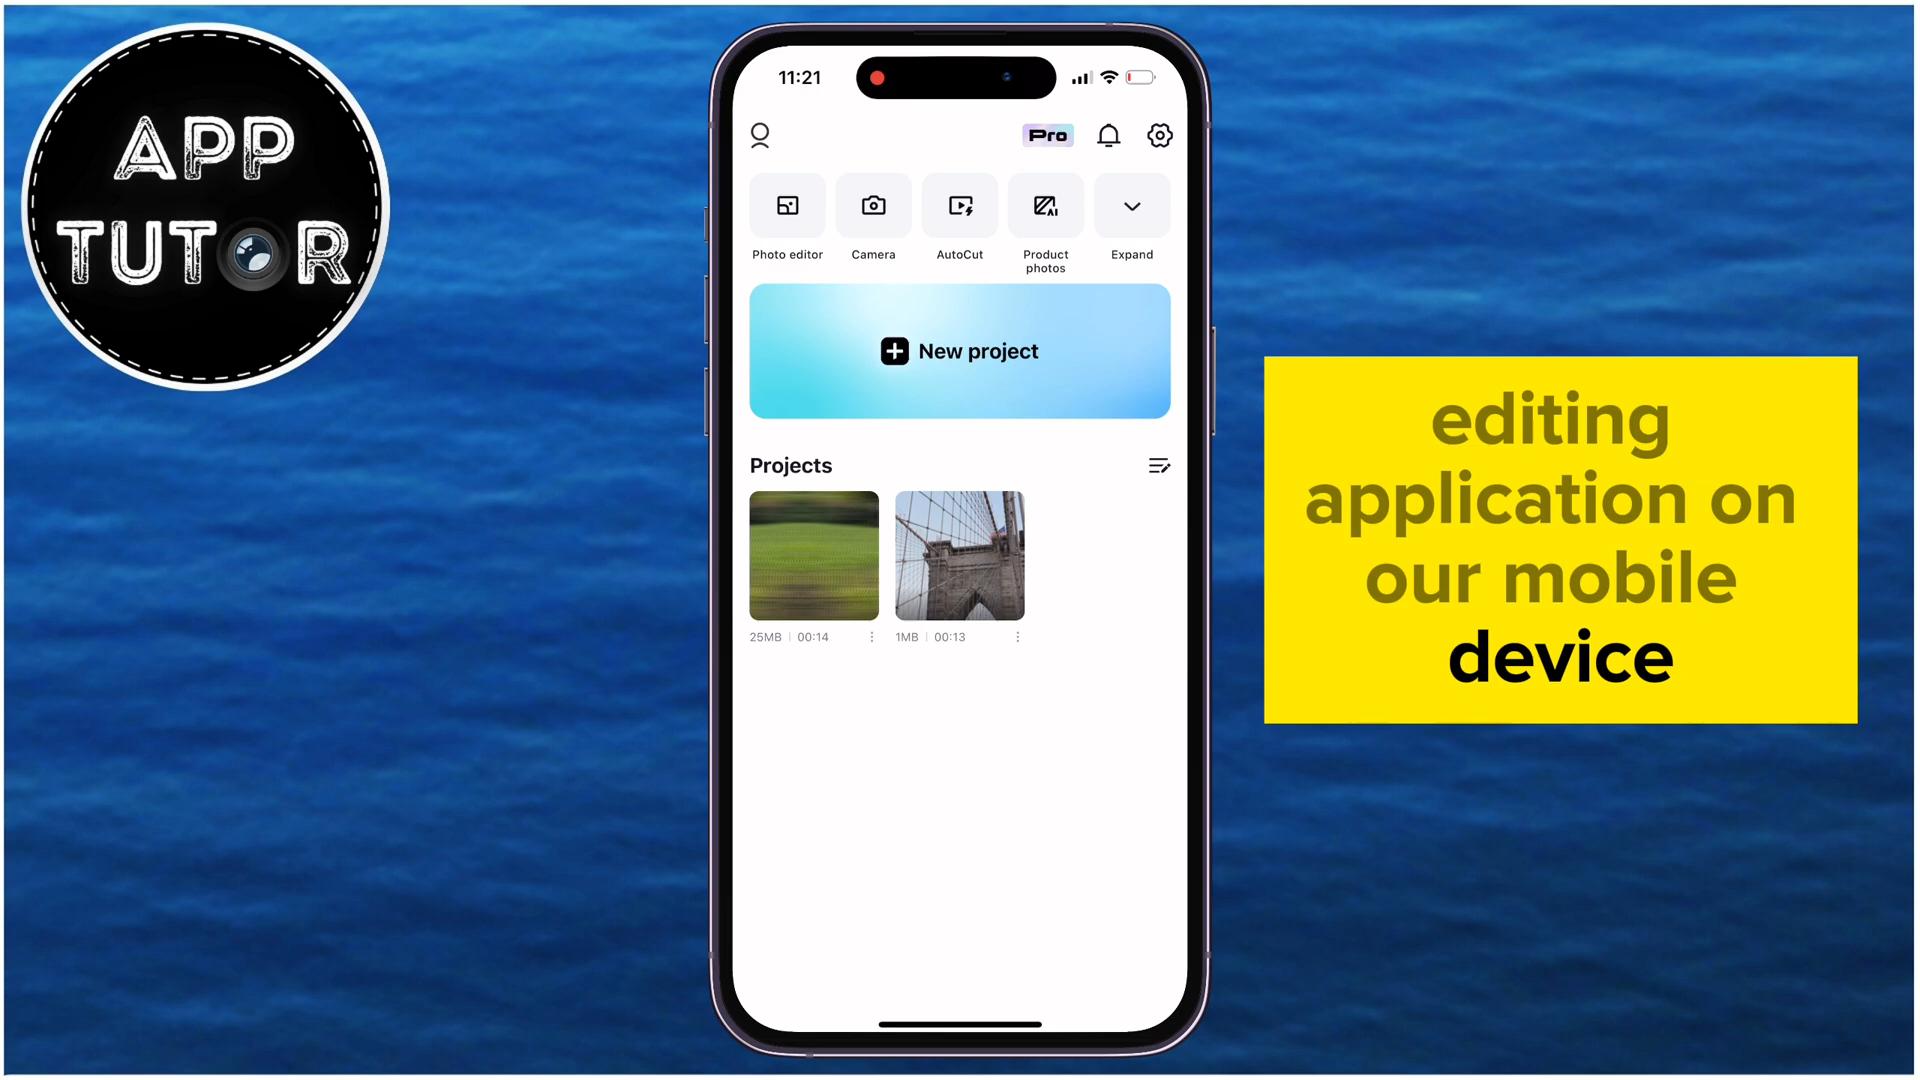 APP
TUTOR
11:21
Pro
Photo editor
Camera
AutoCut
Product
photos
Expand
New project
Projects
25MB | 00:14
1MB | 00:13
editing
application on
our mobile
device